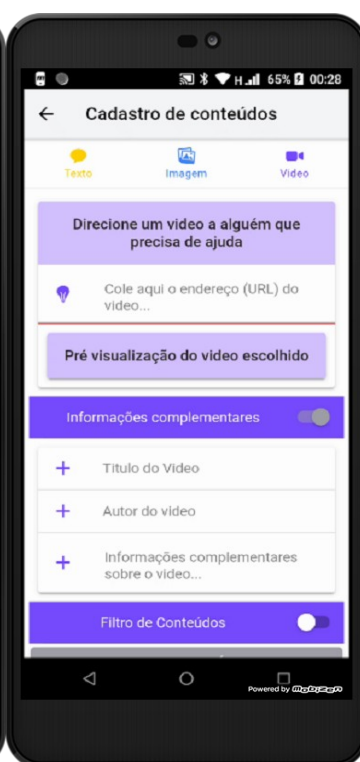 H 65% 00:28
Cadastro de conteúdos
Texto Imagem Video
Direcione um video a alguém que
precisa de ajuda
Cole aqui o endereço (URL) do
video...
Pré visualização do video escolhido
Informações complementares
Titulo do Video
Autor do video
Informações complementares
sobre o video...
Filtro de Conteúdos
Powered by Mobizen